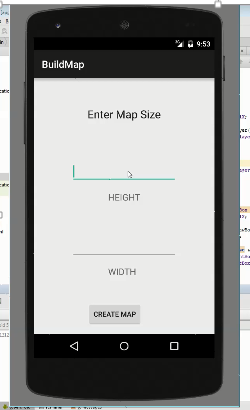 9:53
BuildMap
Enter Map Size
HEIGHT
WIDTH
CREATE MAP